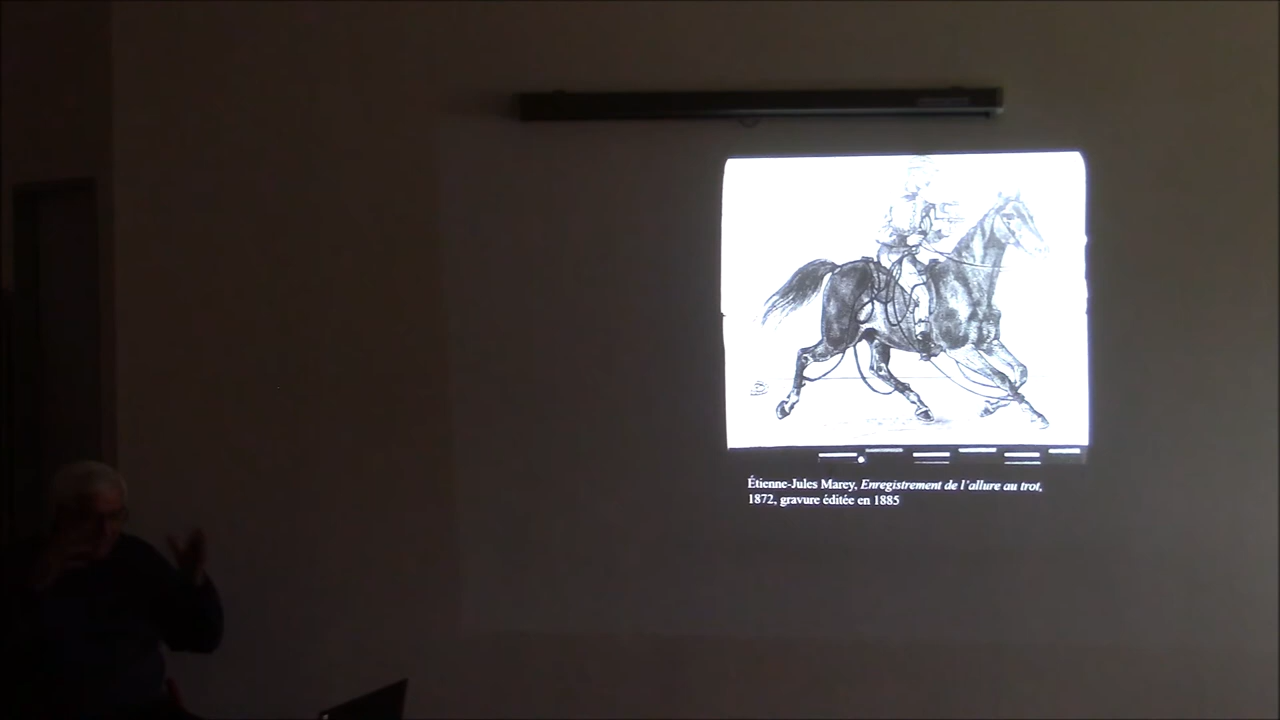 Étienne-Jules Marey, Enregistrement de l'allure au trot,
1872, gravure éditée en 1885